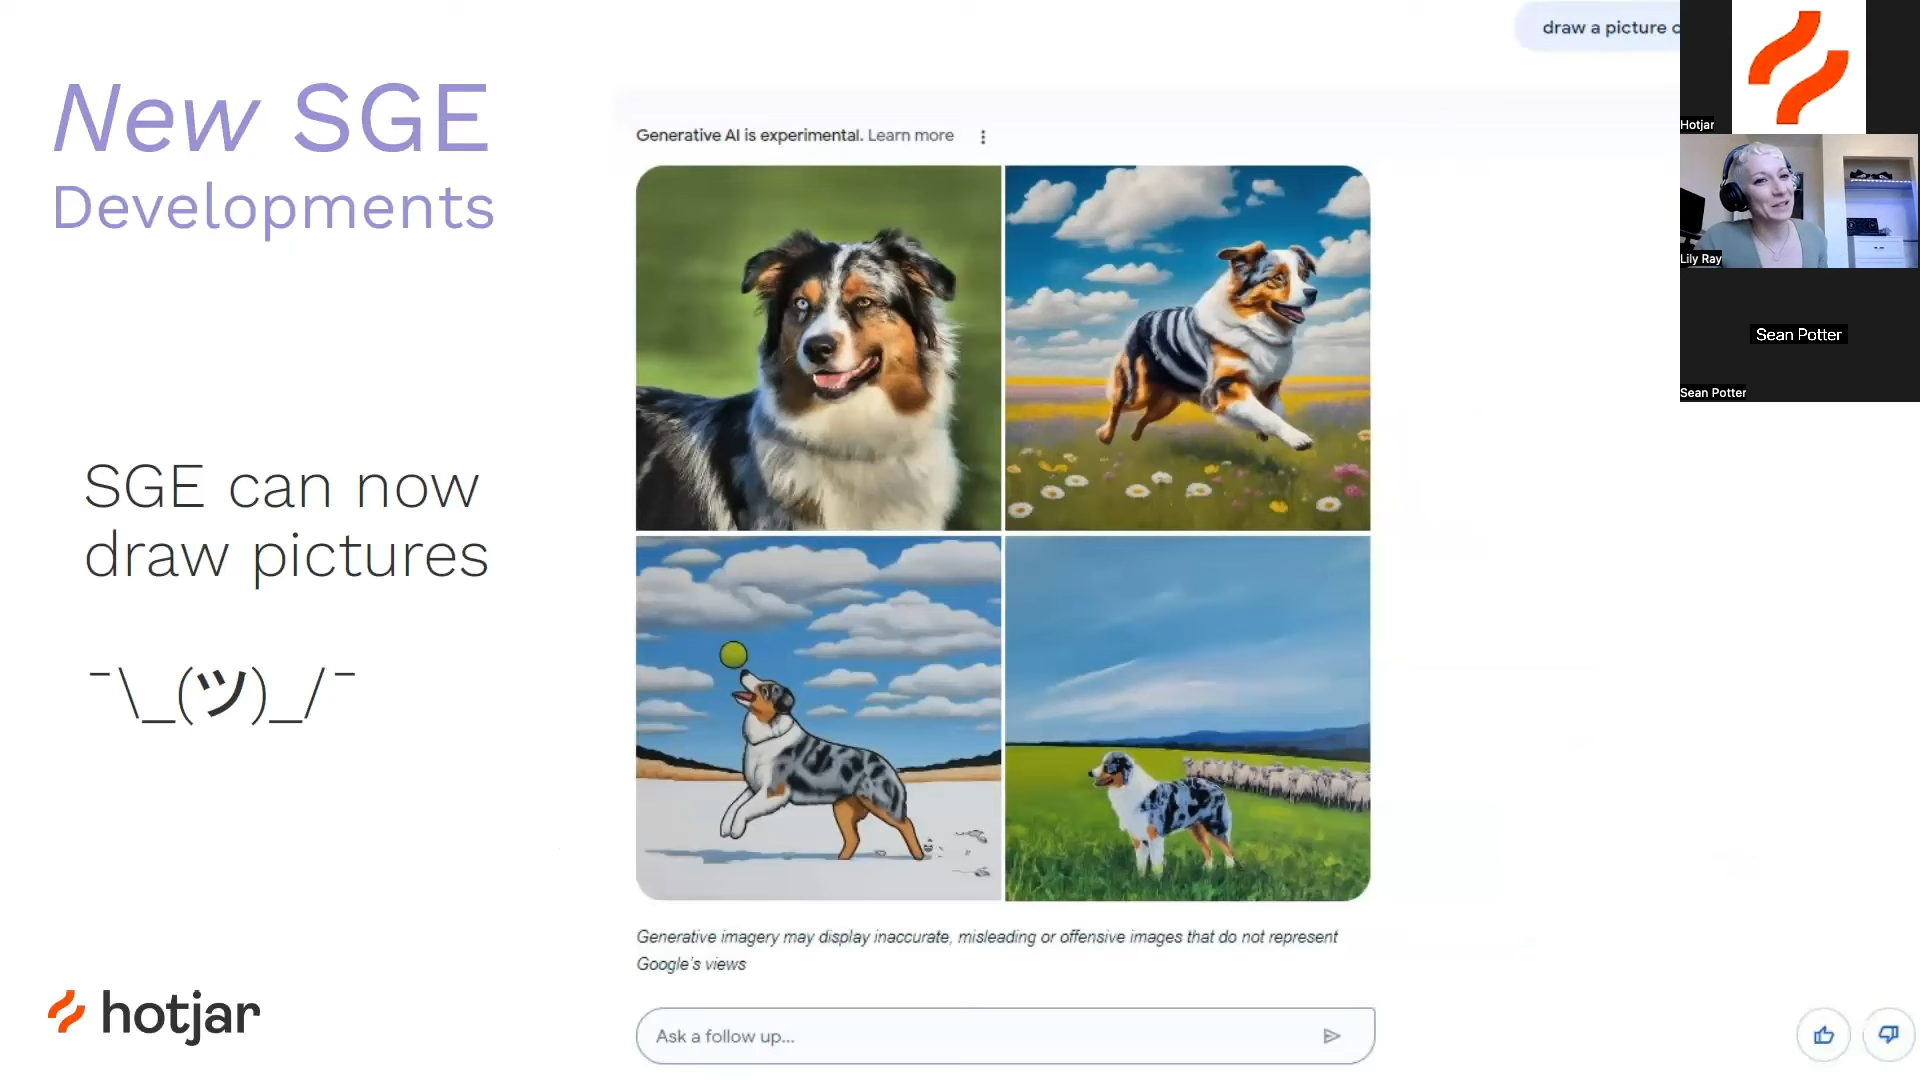 New SGE
Developments
SGE can now
draw pictures
¯\_(ツ)_/¯
hotjar
draw a picture
Generative AI is experimental. Learn more
Generative imagery may display inaccurate, misleading or offensive images that do not represent
Google's views
Ask a follow up...
Hotjar
Lily Ray
Sean Potter
Sean Potter